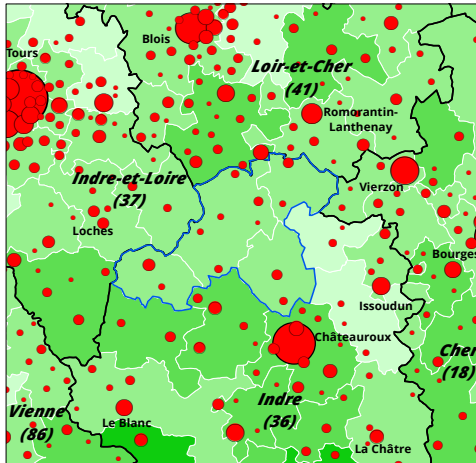 Blois
Tours
Loir-et-Cher
(41)
Romorantin-
Lanthenay
Indre-et-Loire
(37)
Vierzon
Loches
Bourges
Issoudun
Châteauroux
Cher
(18)
Vienne
(86)
Le Blanc
Indre
(36)
La Châtre